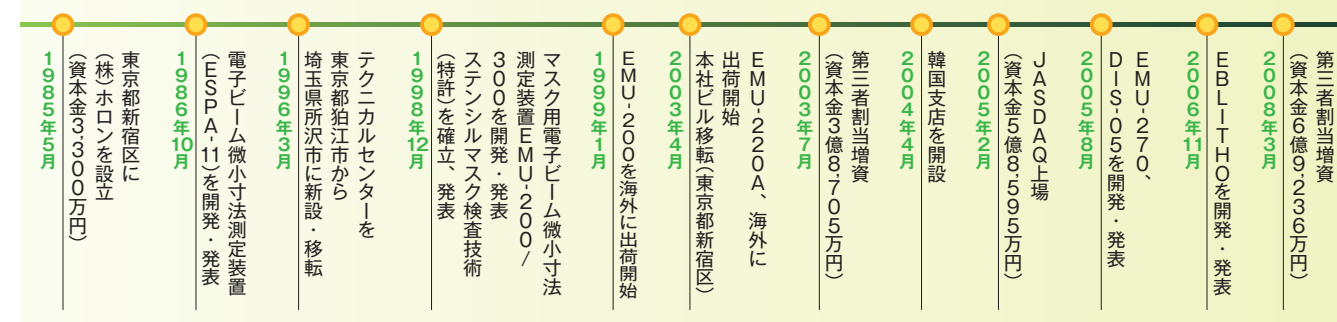 1985年5月
東京都新宿区に
(株)ホロンを設立
(資本金3,300万円)
1986年10月
電子ビーム微小寸法測定装置
(ESPA-11)を開発・発表
1996年3月
テクニカルセンターを
東京都狛江市から
埼玉県所沢市に新設・移転
1998年12月
マスク用電子ビーム微小寸法
測定装置EMU-200/
300を開発・発表
ステンシルマスク検査技術
(特許)を確立、発表
1999年1月
EMU-200を海外に出荷開始
2003年4月
EMU-220A、海外に
出荷開始
本社ビル移転(東京都新宿区)
2003年7月
第三者割当増資
(資本金3億8,705万円)
2004年4月
韓国支店を開設
2005年2月
JASDAQ上場
(資本金5億8,595万円)
2005年8月
EMU-270、
DIS-05を開発・発表
2006年11月
EBLITHOを開発・発表
2008年3月
第三者割当増資
(資本金6億9,236万円)